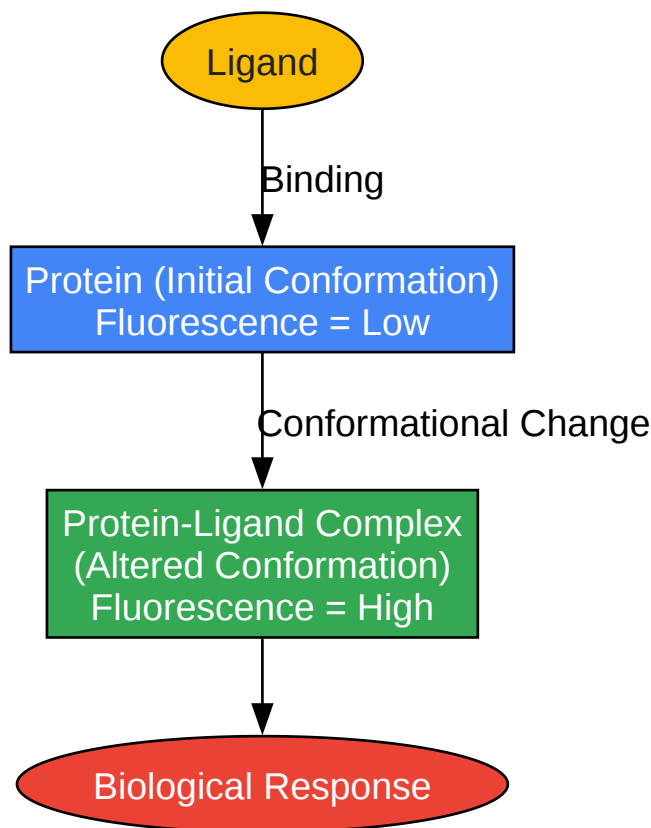 Ligand
Binding
Protein (Initial Conformation)
Fluorescence = Low
Conformational Change
Protein-Ligand Complex
(Altered Conformation)
Fluorescence = High
Biological Response